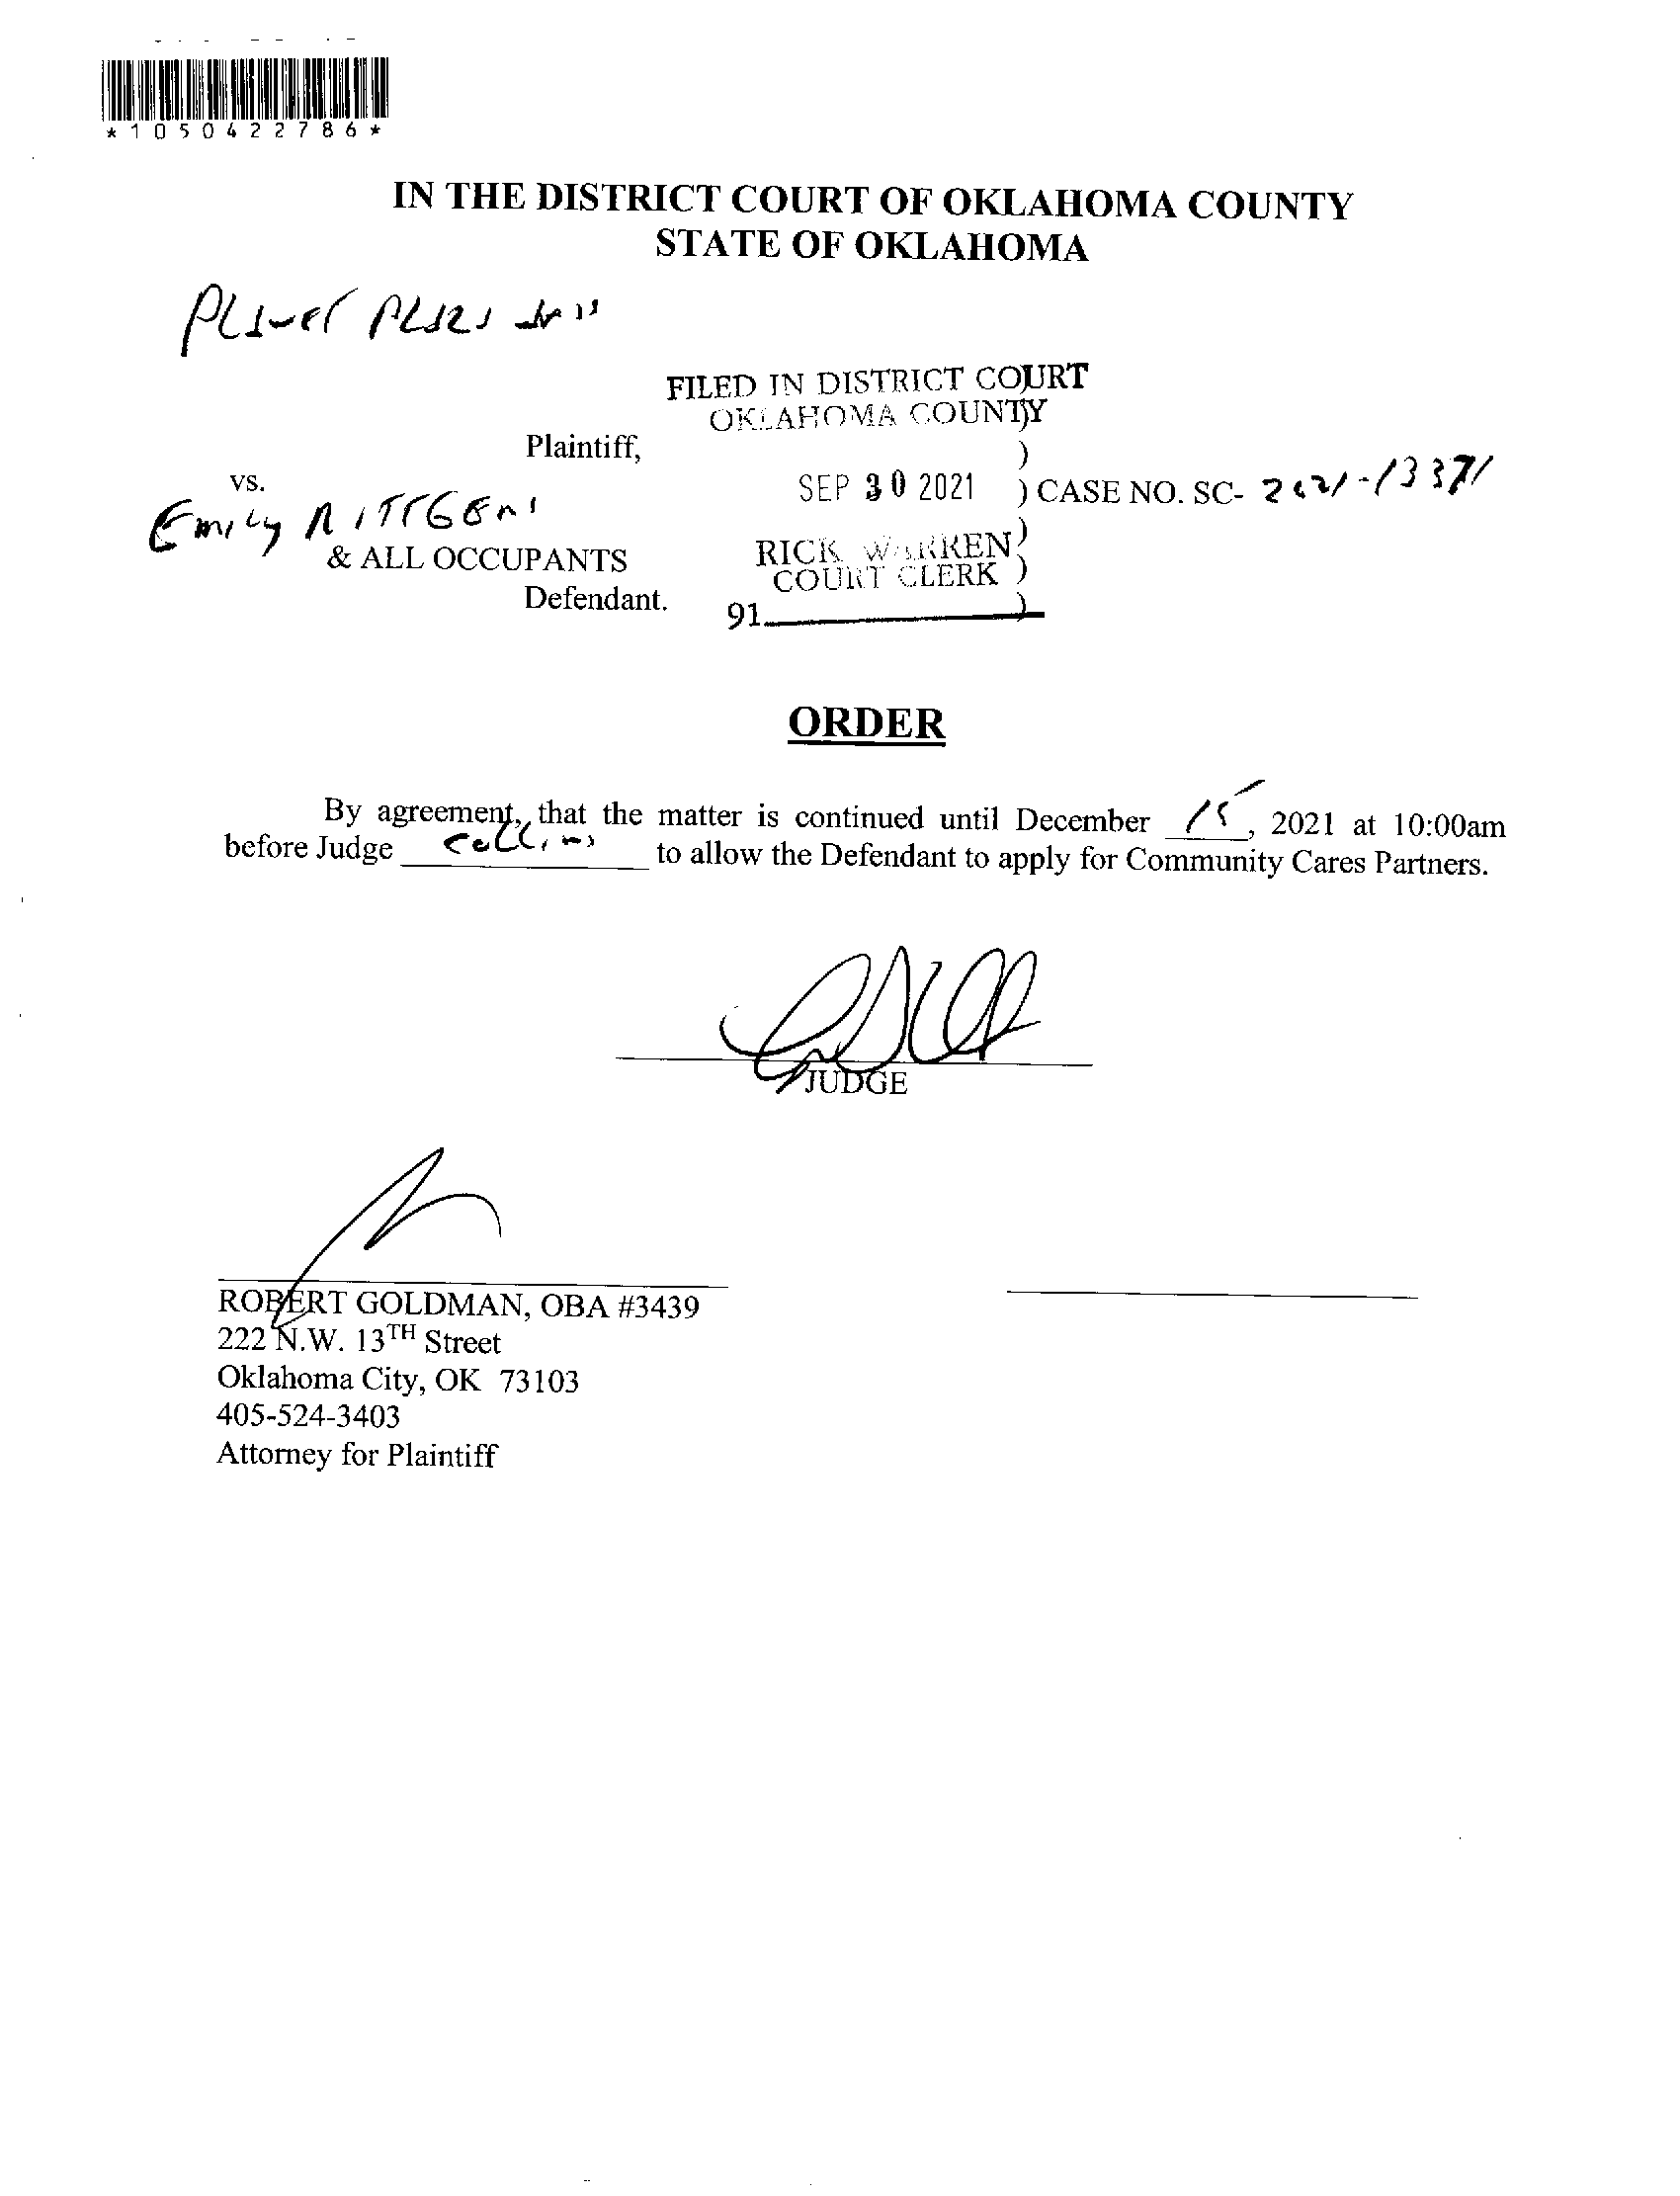 *1050422786*
IN THE DISTRICT COURT OF OKLAHOMA COUNTY
STATE OF OKLAHOMA
FILED IN DISTRICT COURT
OKLAHOMA COUNTY
Plaintiff,
)
vs.
SEP 30 2021 ) CASE NO. SC- 2021-13371
Emily
& ALL OCCUPANTS
RICK WARREN )
COURT CLERK )
Defendant.
91 )
ORDER
By agreement, that the matter is continued until December 15, 2021 at 10:00am
before Judge Collins to allow the Defendant to apply for Community Cares Partners.
JUDGE
ROBERT GOLDMAN, OBA #3439
222 N.W. 13TH Street
Oklahoma City, OK 73103
405-524-3403
Attorney for Plaintiff